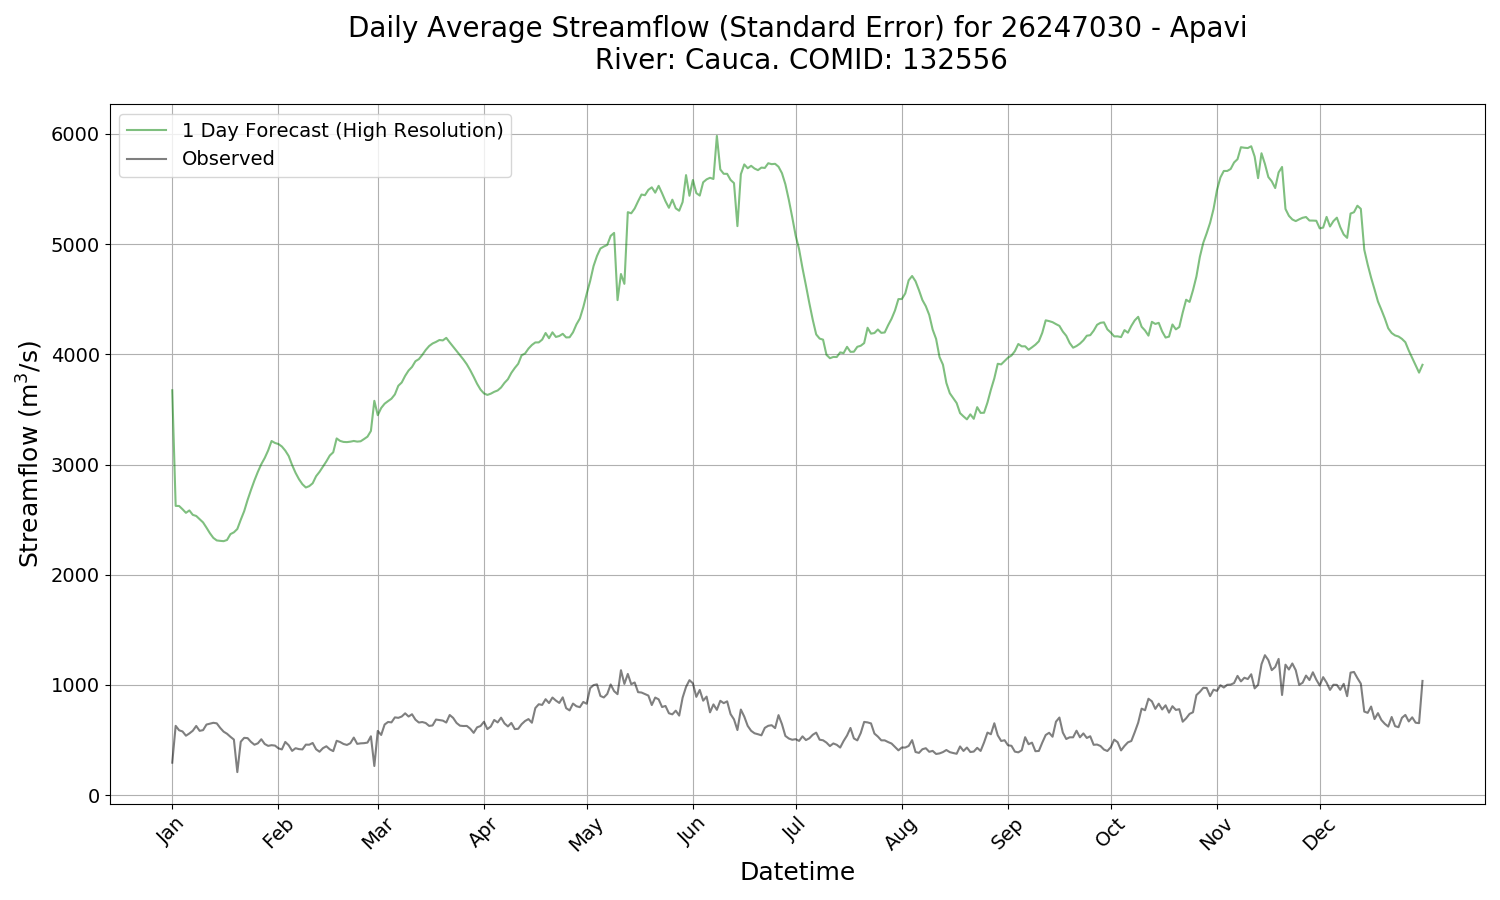 Daily Average Streamflow (Standard Error) for 26247030 - Apavi
River: Cauca. COMID: 132556
1 Day Forecast (High Resolution)
Observed
Streamflow (m³/s)
6000
5000
4000
3000
2000
1000
0
Jan
Feb
Mar
Apr
May
Jun
Jul
Aug
Sep
Oct
Nov
Dec
Datetime